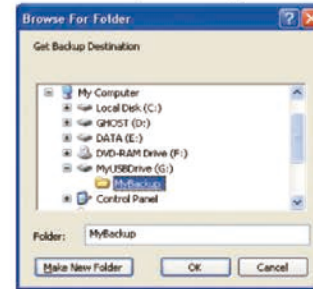 Browse For Folder
Get Backup Destination
My Computer
Local Disk (C:)
GHOST (D:)
DATA (E:)
DVD-RAM Drive (F:)
MyUSBDrive (G:)
MyBackup
Control Panel
Folder: MyBackup
Make New Folder OK Cancel